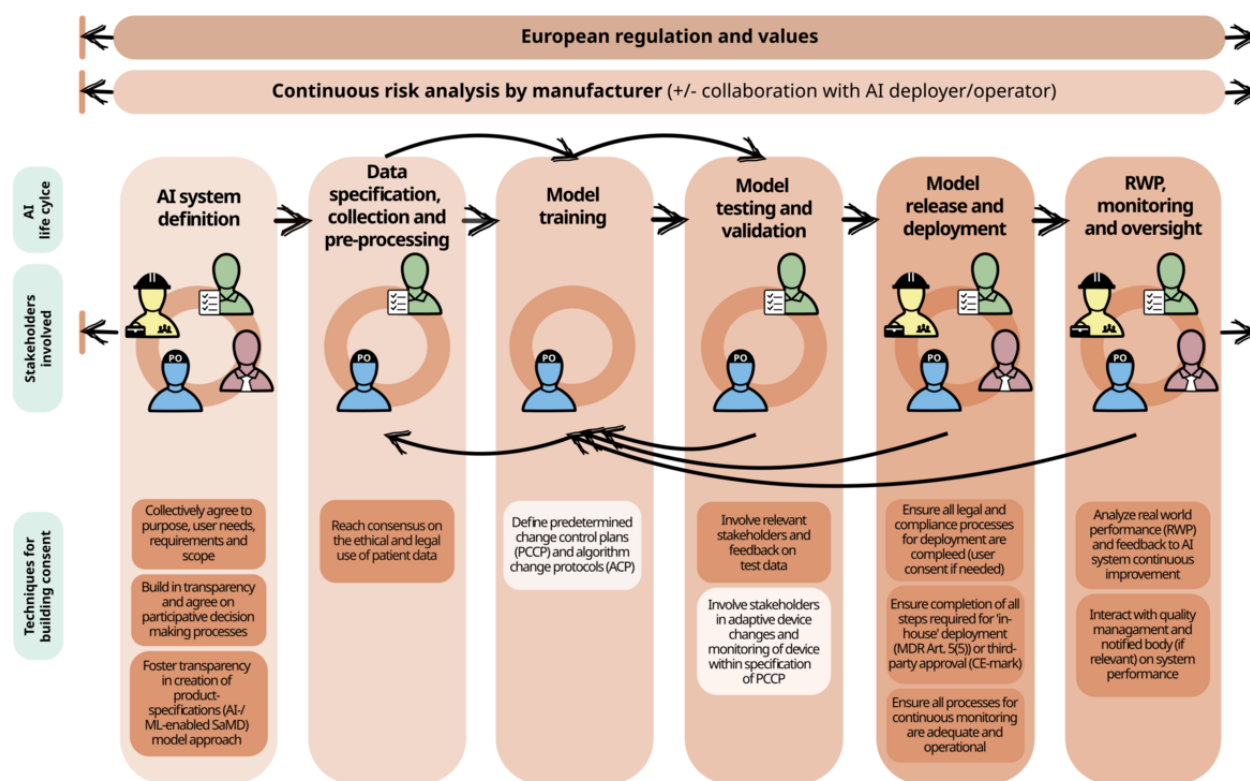 European regulation and values
Continuous risk analysis by manufacturer (+/- collaboration with AI deployer/operator)
AI
life cylce
AI system
definition
Data
specification,
collection and
pre-processing
Model
training
Model
testing and
validation
Model
release and
deployment
RWP,
monitoring
and oversight
Stakeholders
involved
PO
PO
PO
PO
PO
PO
Techniques for
building consent
Collectively agree to
purpose, user needs,
requirements and
scope
Build in transparency
and agree on
participative decision
making processes
Foster transparency
in creation of
product-
specifications (AI-/
ML-enabled SaMD)
model approach
Reach consensus on
the ethical and legal
use of patient data
Define predetermined
change control plans
(PCCP) and algorithm
change protocols (ACP)
Involve relevant
stakeholders and
feedback on
test data
Involve stakeholders
in adaptive device
changes and
monitoring of device
within specification
of PCCP
Ensure all legal and
compliance processes
for deployment are
compleed (user
consent if needed)
Ensure completion of all
steps required for 'in-
house' deployment
(MDR Art. 5(5)) or third-
party approval (CE-mark)
Ensure all processes for
continuous monitoring
are adequate and
operational
Analyze real world
performance (RWP)
and feedback to AI
system continuous
improvement
Interact with quality
managament and
notified body (if
relevant) on system
performance